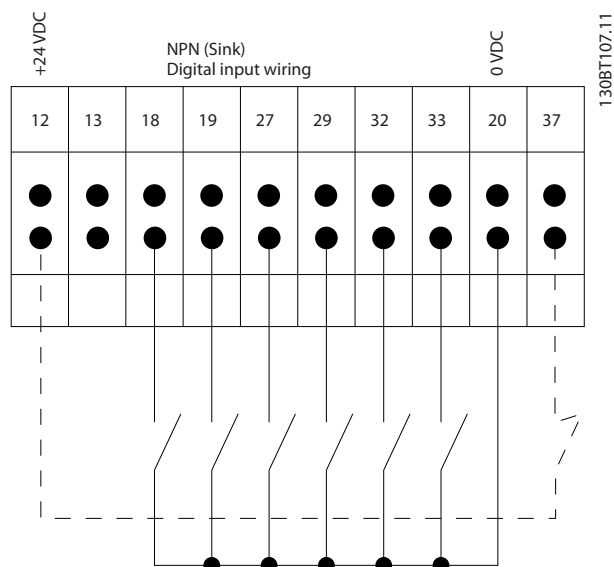 +24 VDC
NPN (Sink)
Digital input wiring
0 VDC
130BT107.11
12 13 18 19 27 29 32 33 20 37